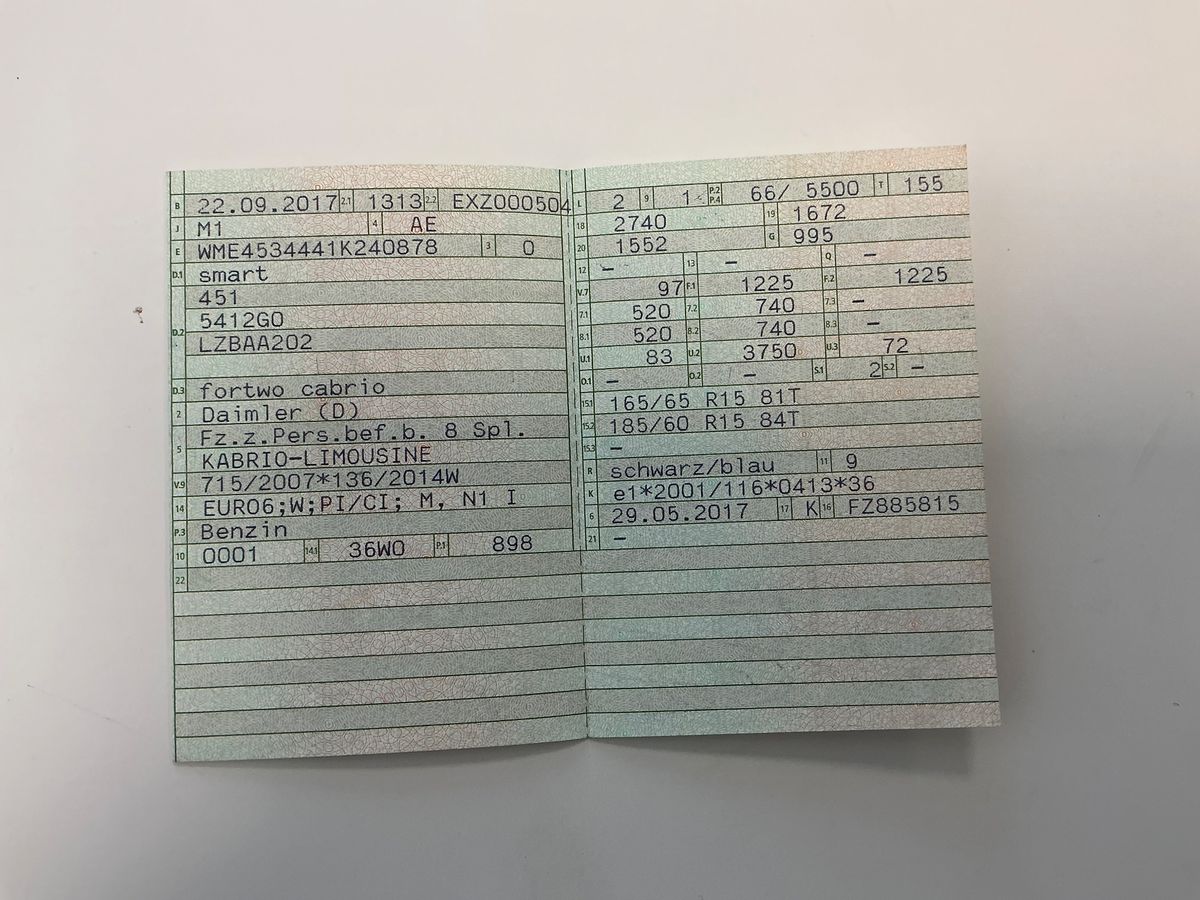 B 22.09.2017 2.1 1313 2.2 EXZ000504
J M1 4 AE
E WME4534441K240878 3 0
D.1 smart
451
D.2 5412G0
LZBAA202
D.3 fortwo cabrio
2 Daimler (D)
5 Fz.z.Pers.bef.b. 8 Spl.
KABRIO-LIMOUSINE
V.9 715/2007*136/2014W
14 EURO6;W;PI/CI; M, N1 I
P.3 Benzin
10 0001 14.1 36W0 P.1 898
22
L 2 9 1 P.2 P.4 66/ 5500 T 155
18 2740 19 1672
20 1552 G 995
12 – 13 – Q –
V.7 97 F.1 1225 F.2 1225
7.1 520 7.2 740 7.3 –
8.1 520 8.2 740 8.3 –
U.1 83 U.2 3750 U.3 72
O.1 – O.2 – S.1 2 S.2 –
15.1 165/65 R15 81T
15.2 185/60 R15 84T
15.3 –
R schwarz/blau 11 9
K e1*2001/116*0413*36
6 29.05.2017 17 K 16 FZ885815
21 –